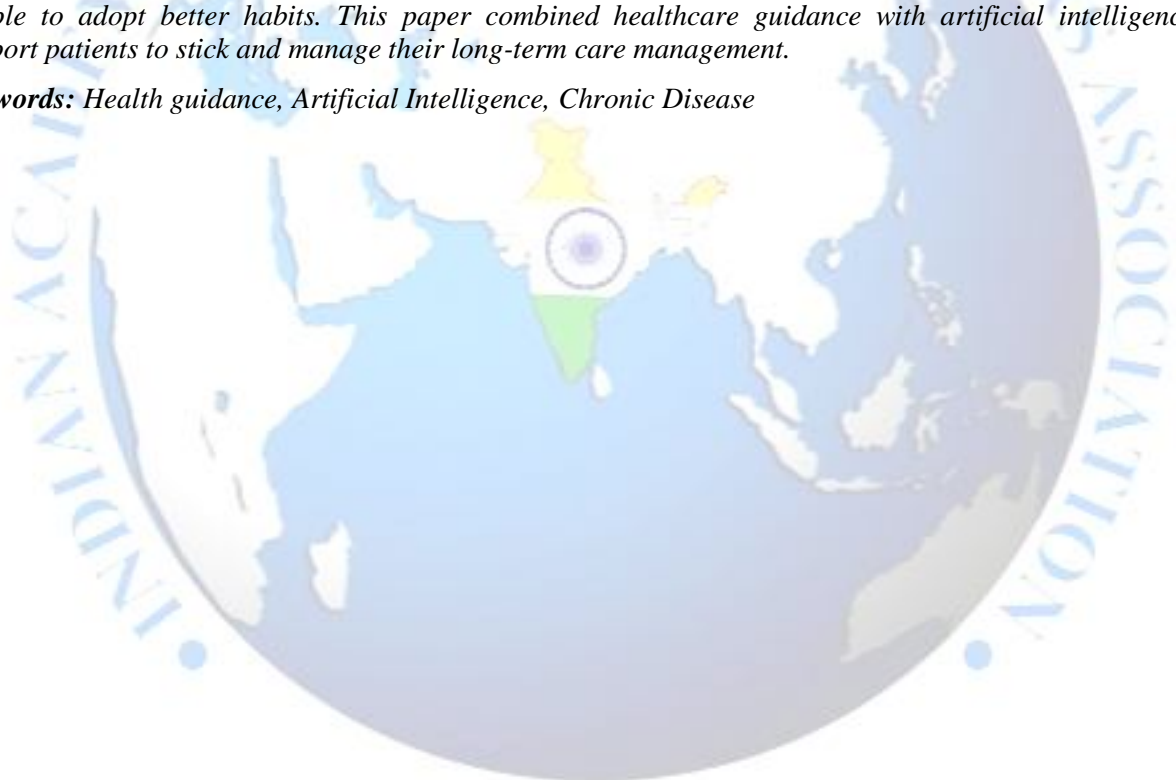 ple to adopt better habits. This paper combined healthcare guidance with artificial intelligenc
port patients to stick and manage their long-term care management.
words: Health guidance, Artificial Intelligence, Chronic Disease
INDIAN
ASSOCIATION